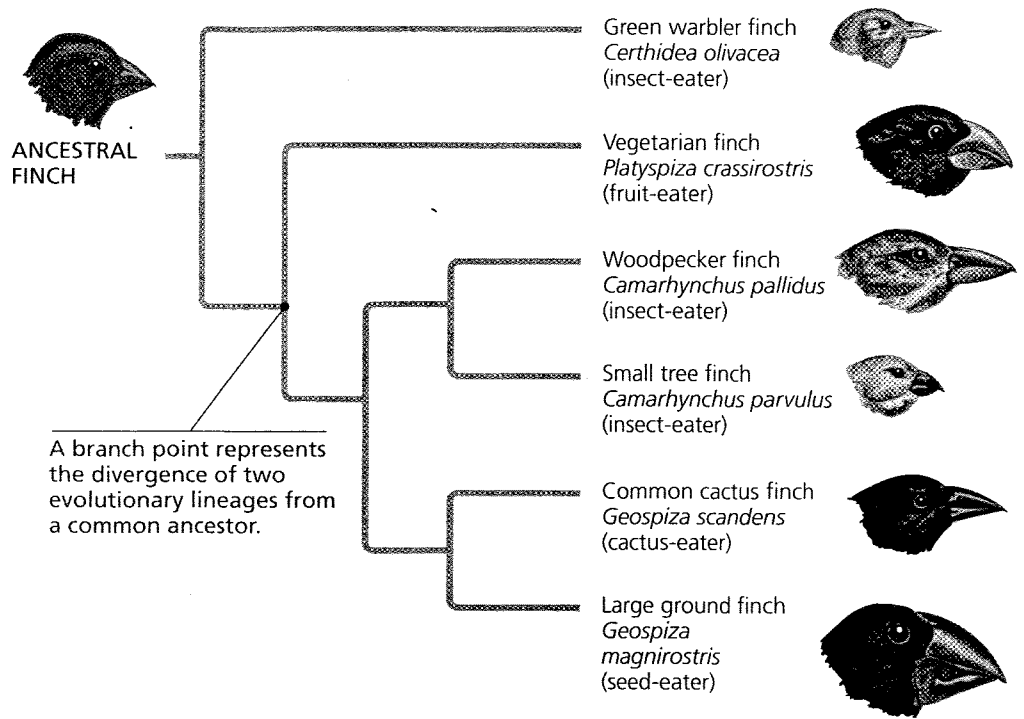 ANCESTRAL
FINCH
Green warbler finch
Certhidea olivacea
(insect-eater)
Vegetarian finch
Platyspiza crassirostris
(fruit-eater)
Woodpecker finch
Camarhynchus pallidus
(insect-eater)
Small tree finch
Camarhynchus parvulus
(insect-eater)
A branch point represents
the divergence of two
evolutionary lineages from
a common ancestor.
Common cactus finch
Geospiza scandens
(cactus-eater)
Large ground finch
Geospiza
magnirostris
(seed-eater)